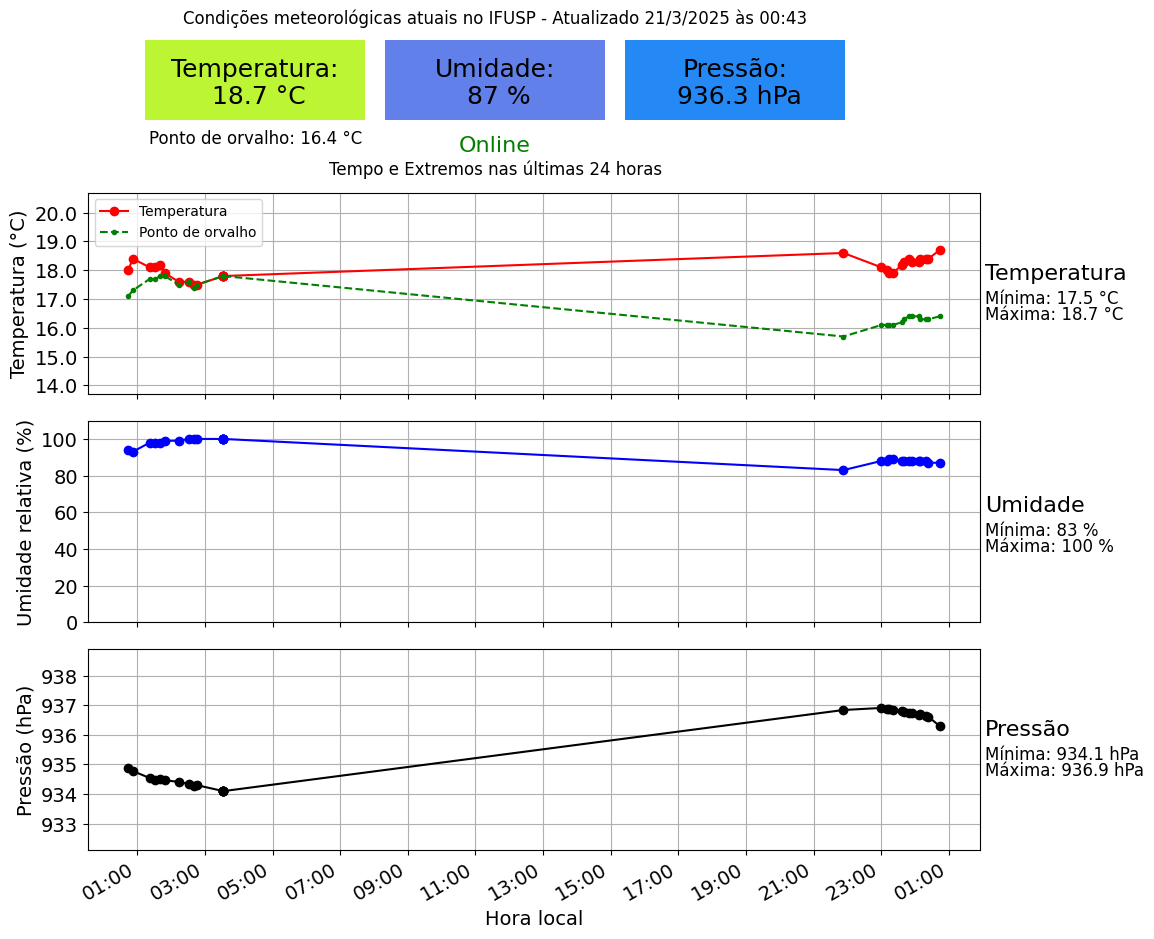 Condições meteorológicas atuais no IFUSP - Atualizado 21/3/2025 às 00:43
Temperatura:
18.7 °C
Umidade:
87 %
Pressão:
936.3 hPa
Ponto de orvalho: 16.4 °C
Online
Tempo e Extremos nas últimas 24 horas
Temperatura (°C)
20.0
19.0
18.0
17.0
16.0
15.0
14.0
Temperatura
Ponto de orvalho
Temperatura
Mínima: 17.5 °C
Máxima: 18.7 °C
Umidade relativa (%)
100
80
60
40
20
0
Umidade
Mínima: 83 %
Máxima: 100 %
Pressão (hPa)
938
937
936
935
934
933
Pressão
Mínima: 934.1 hPa
Máxima: 936.9 hPa
01:00 03:00 05:00 07:00 09:00 11:00 13:00 15:00 17:00 19:00 21:00 23:00 01:00
Hora local